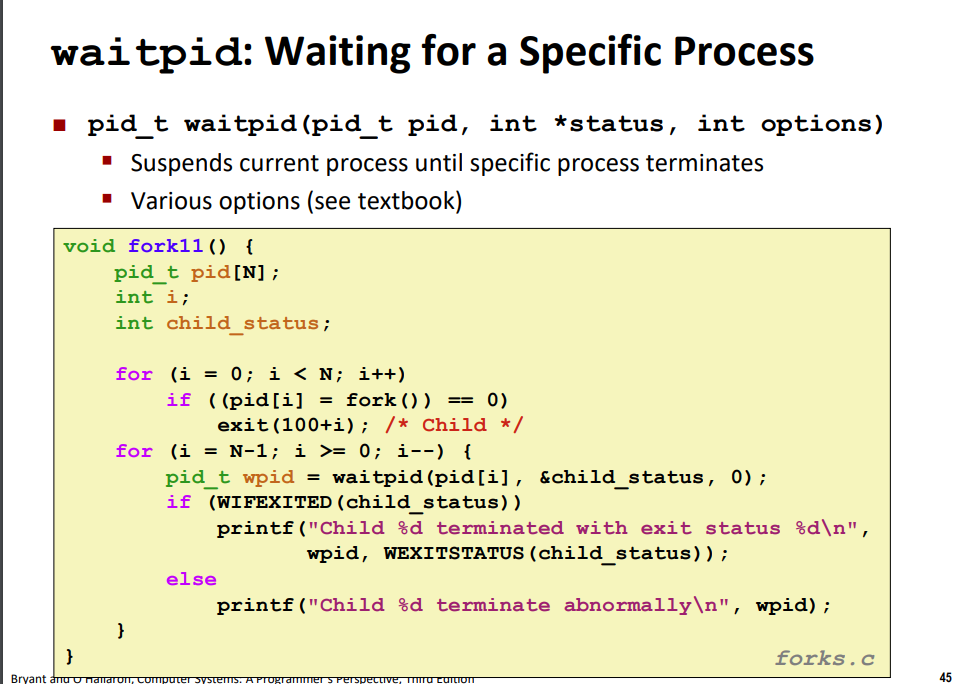 waitpid: Waiting for a Specific Process
pid_t waitpid(pid_t pid, int *status, int options)
Suspends current process until specific process terminates
Various options (see textbook)
void fork11() {
    pid_t pid[N];
    int i;
    int child_status;

    for (i = 0; i < N; i++)
        if ((pid[i] = fork()) == 0)
            exit(100+i); /* Child */
    for (i = N-1; i >= 0; i--) {
        pid_t wpid = waitpid(pid[i], &child_status, 0);
        if (WIFEXITED(child_status))
            printf("Child %d terminated with exit status %d\n",
                   wpid, WEXITSTATUS(child_status));
        else
            printf("Child %d terminate abnormally\n", wpid);
    }
}
forks.c
Bryant and O'Hallaron, Computer Systems: A Programmer's Perspective, Third Edition
45